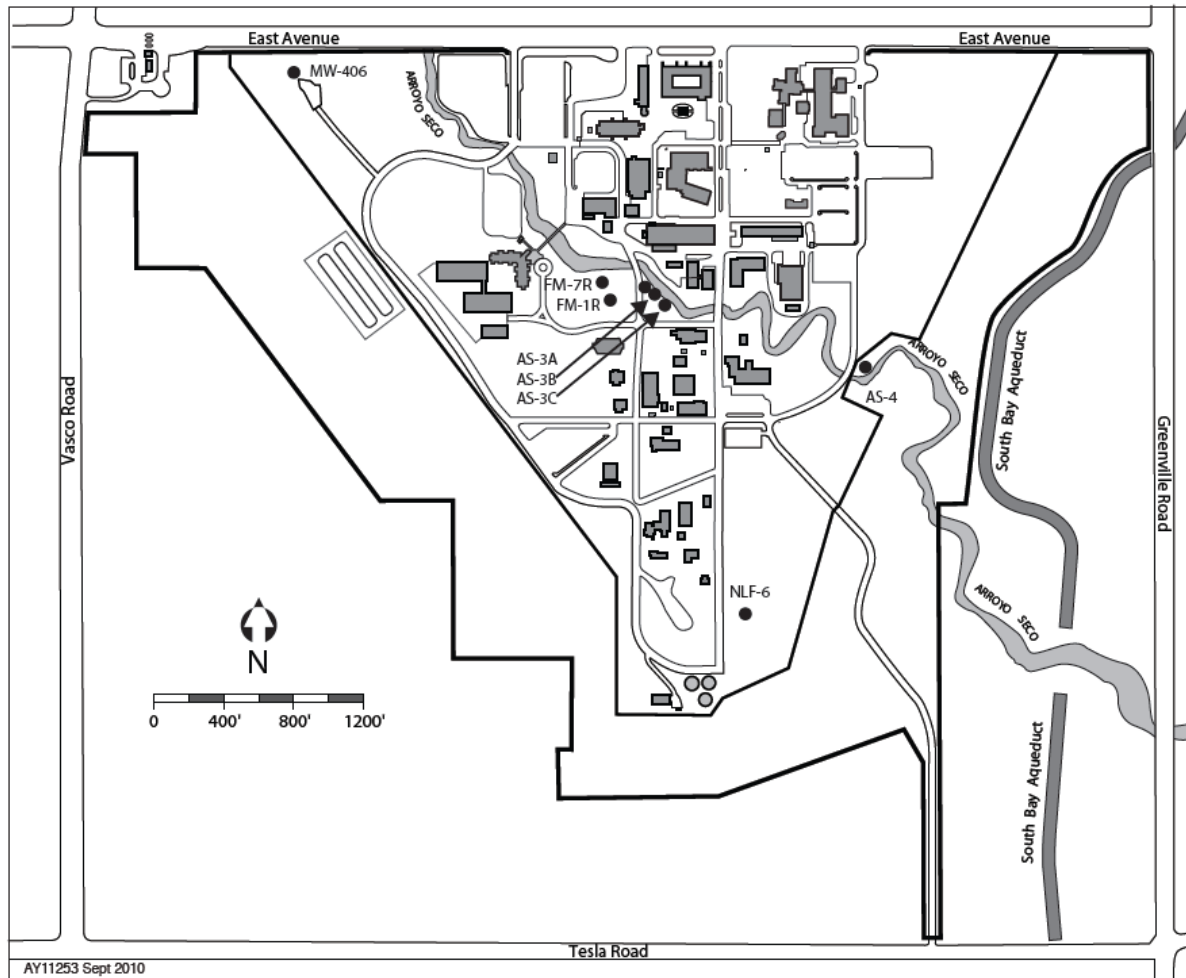 East Avenue
East Avenue
MW-406
ARROYO SECO
FM-7R
FM-1R
AS-3A
AS-3B
AS-3C
ARROYO SECO
AS-4
South Bay Aqueduct
Vasco Road
Greenville Road
NLF-6
ARROYO SECO
N
0 400' 800' 1200'
South Bay Aqueduct
Tesla Road
AY11253 Sept 2010